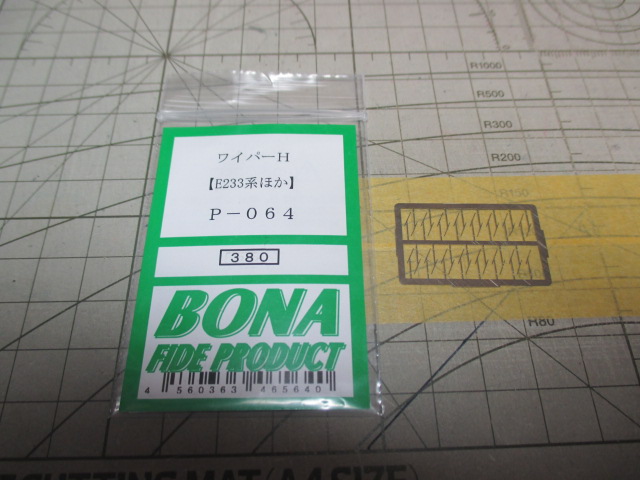 ワイパーH
【E233系ほか】
P-064
380
BONA
FIDE PRODUCT
4 560363 465640
R1000
R500
R300
R200
R150
R80
CUTTING MAT (A4 SIZE)